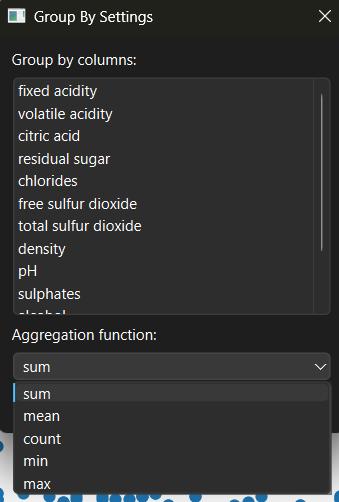 Group By Settings
Group by columns:
fixed acidity
volatile acidity
citric acid
residual sugar
chlorides
free sulfur dioxide
total sulfur dioxide
density
pH
sulphates
Aggregation function:
sum
sum
mean
count
min
max